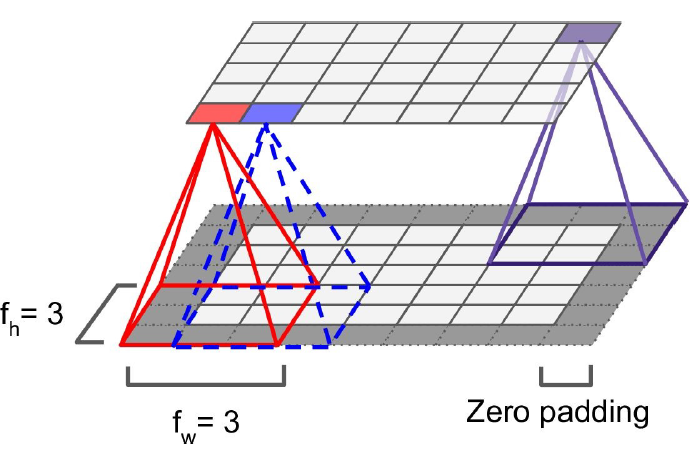 f_h = 3
f_w = 3
Zero padding